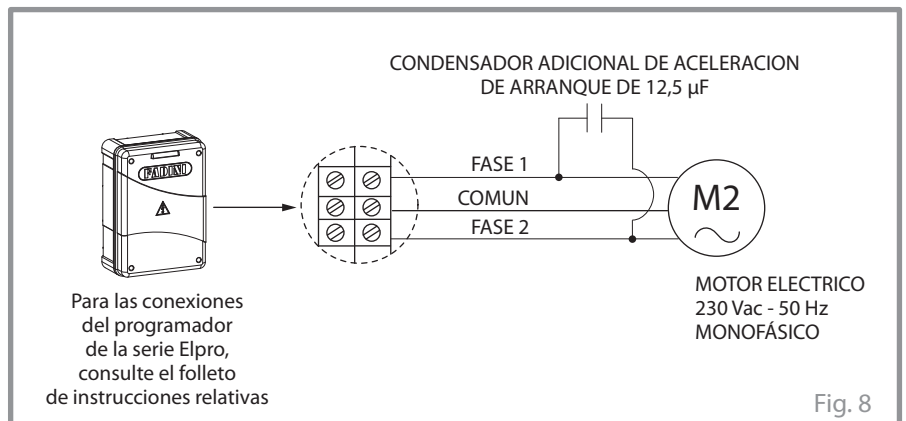 CONDENSADOR ADICIONAL DE ACELERACION
DE ARRANQUE DE 12,5 µF
FADINI
FASE 1
COMUN
FASE 2
M2
MOTOR ELECTRICO
230 Vac - 50 Hz
MONOFÁSICO
Para las conexiones
del programador
de la serie Elpro,
consulte el folleto
de instrucciones relativas
Fig. 8